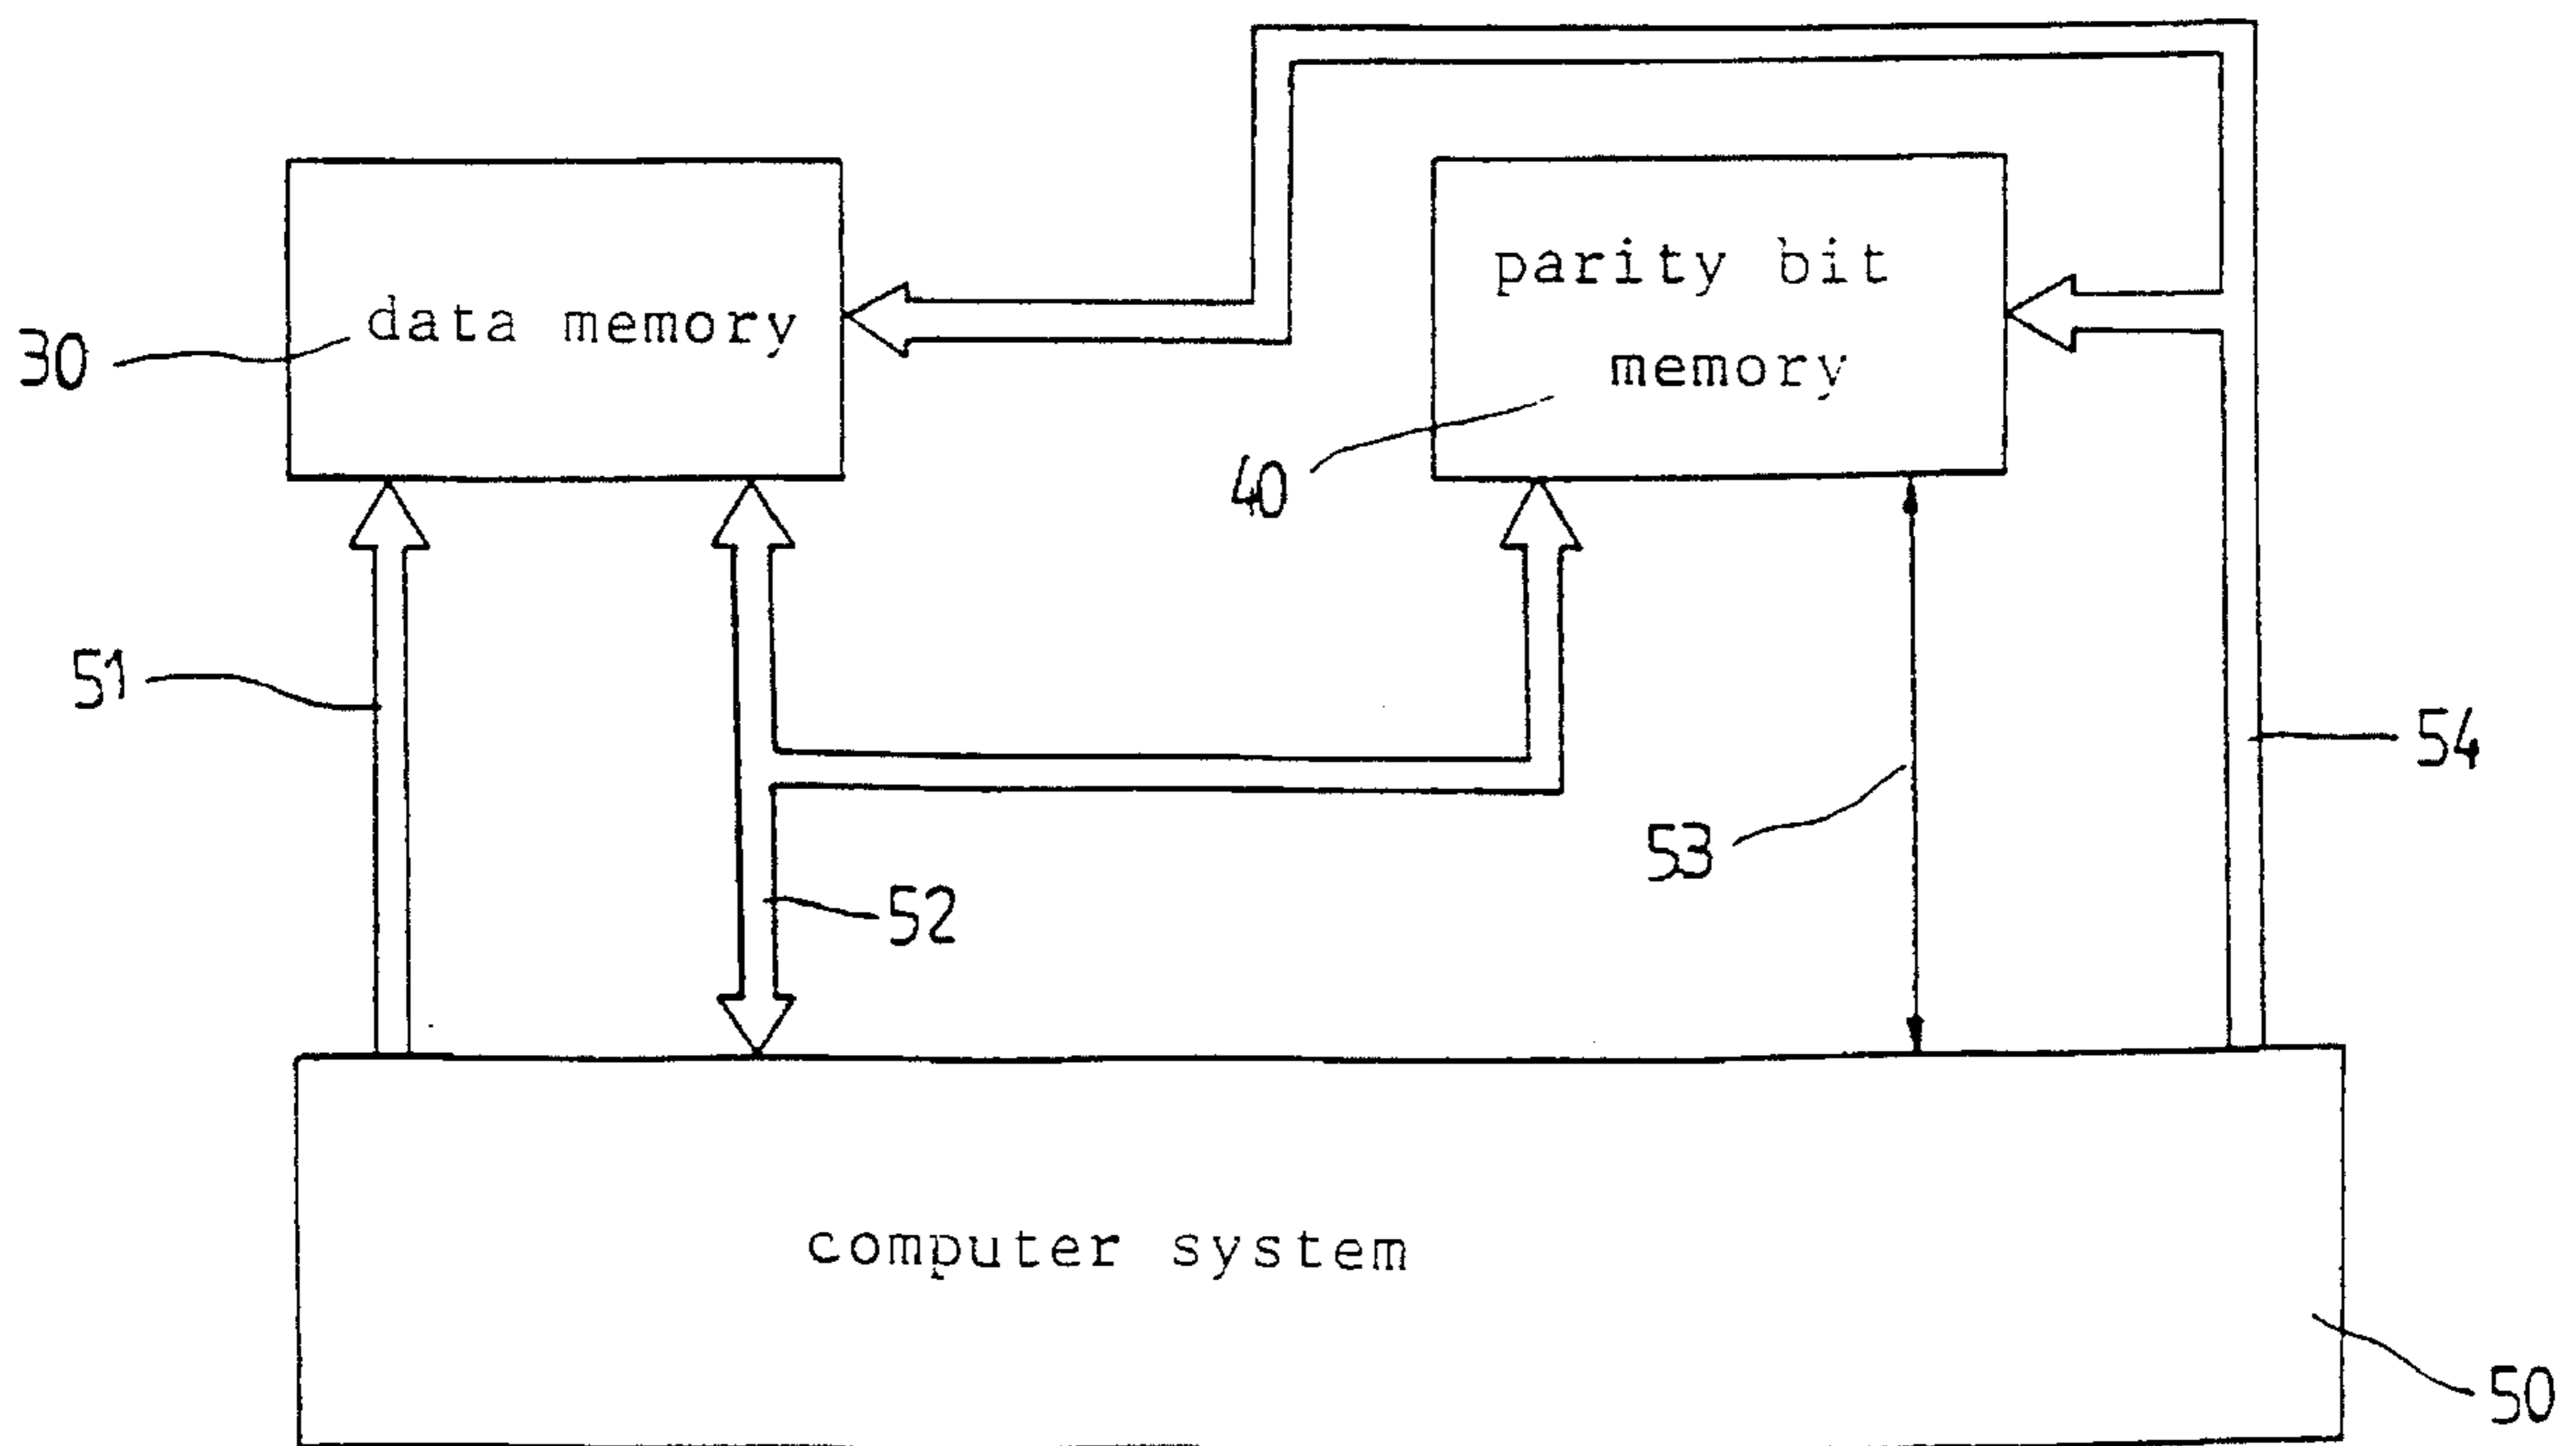 data memory
parity bit
memory
30
40
51
54
53
52
computer system
50